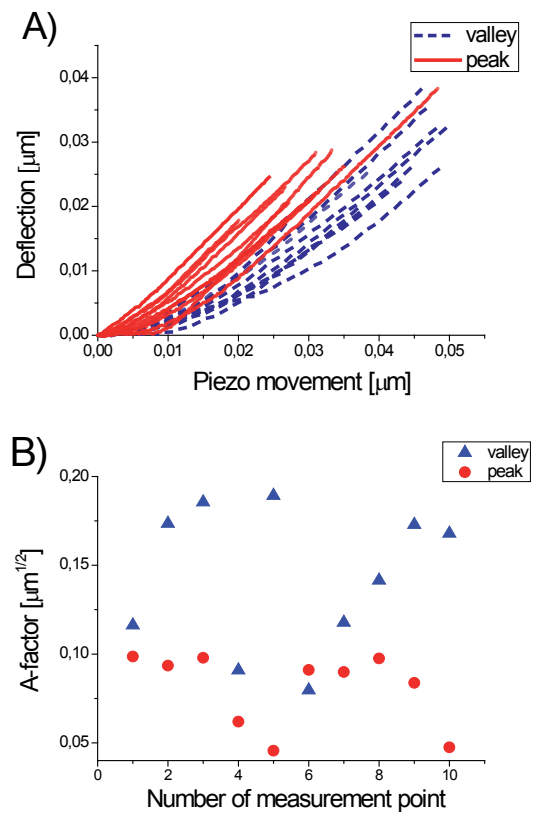 A)
valley
peak
0,04
0,03
0,02
0,01
0,00
Deflection [µm]
0,00 0,01 0,02 0,03 0,04 0,05
Piezo movement [µm]
B)
valley
peak
0,20
0,15
0,10
0,05
A-factor [µm1/2]
0 2 4 6 8 10
Number of measurement point